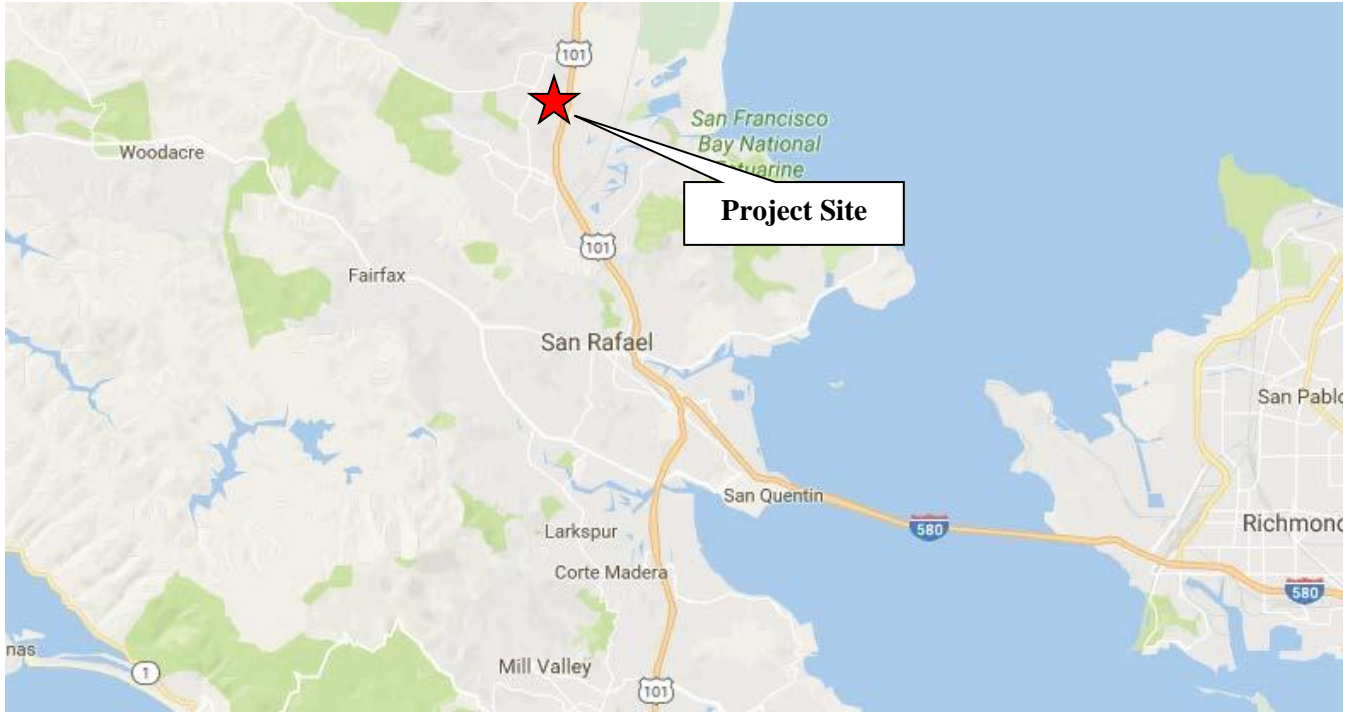 101
San Francisco
Bay National
Estuarine
Woodacre
Project Site
101
Fairfax
San Rafael
San Pablo
San Quentin
580
Richmond
Larkspur
Corte Madera
580
nas
1
Mill Valley
101